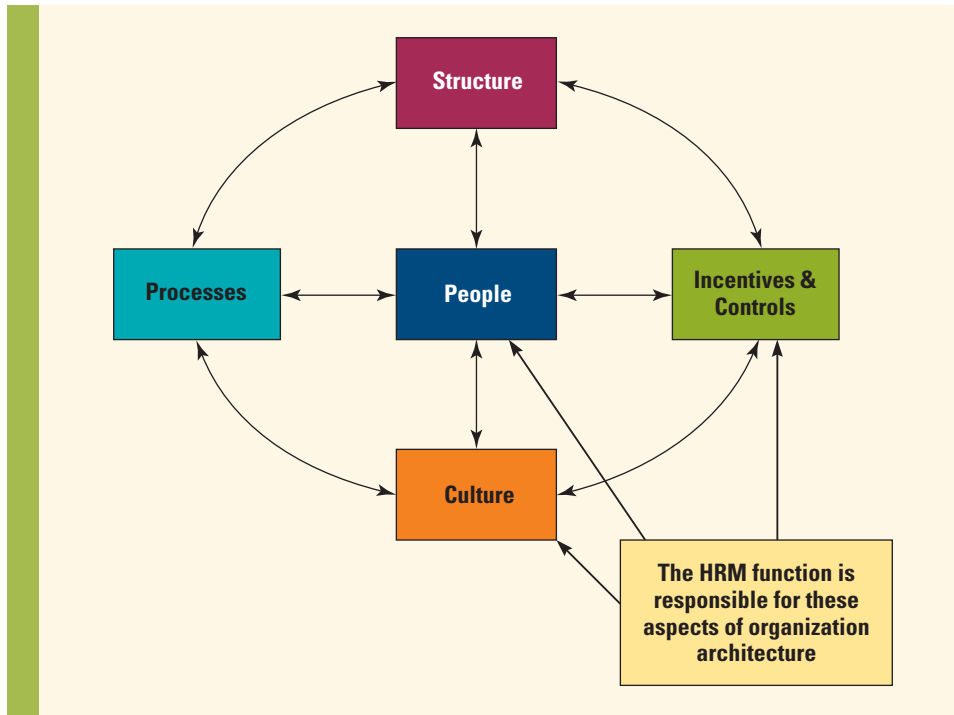 Structure
Processes
People
Incentives &
Controls
Culture
The HRM function is
responsible for these
aspects of organization
architecture